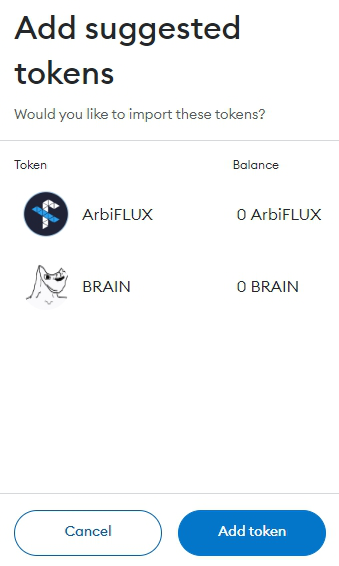 Add suggested
tokens
Would you like to import these tokens?
Token Balance
ArbiFLUX 0 ArbiFLUX
BRAIN 0 BRAIN
Cancel Add token